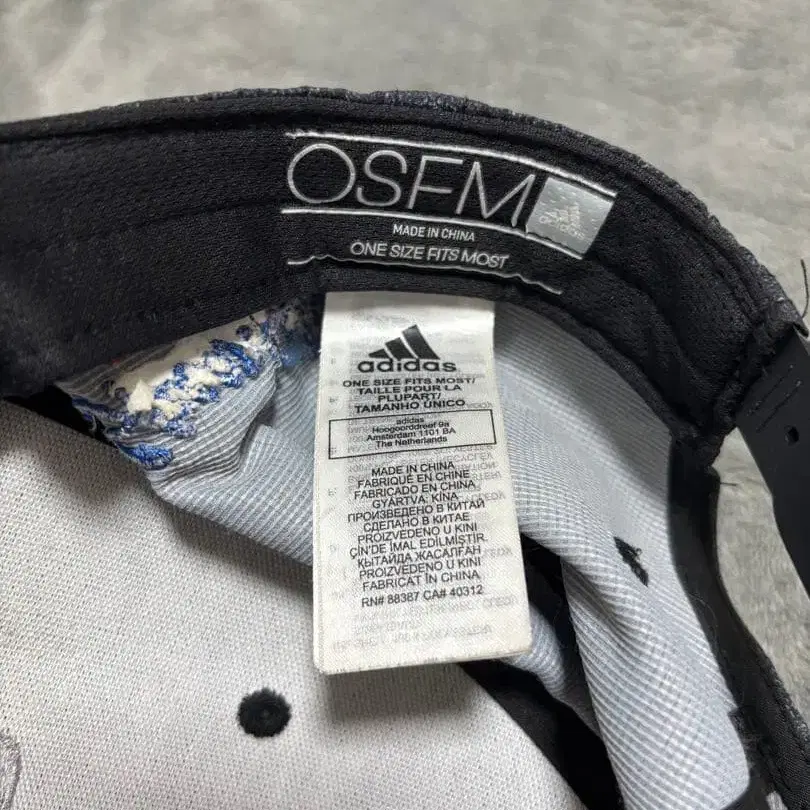 OSFM
MADE IN CHINA
ONE SIZE FITS MOST
adidas
ONE SIZE FITS MOST/
TAILLE POUR LA
PLUPART/
TAMANHO ÚNICO
adidas
Hoogoorddreef 9a
Amsterdam 1101 BA
The Netherlands
MADE IN CHINA
FABRIQUÉ EN CHINE
FABRICADO EN CHINA
GYÁRTVA: KÍNA
ПРОИЗВЕДЕНО В КИТАЙ
СДЕЛАНО В КИТАЕ
PROIZVEDENO U KINI
ÇIN'DE İMAL EDİLMİŞTİR.
ҚЫТАЙДА ЖАСАЛҒАН
PROIZVEDENO U KINI
FABRICAT ÎN CHINA
RN# 88387 CA# 40312